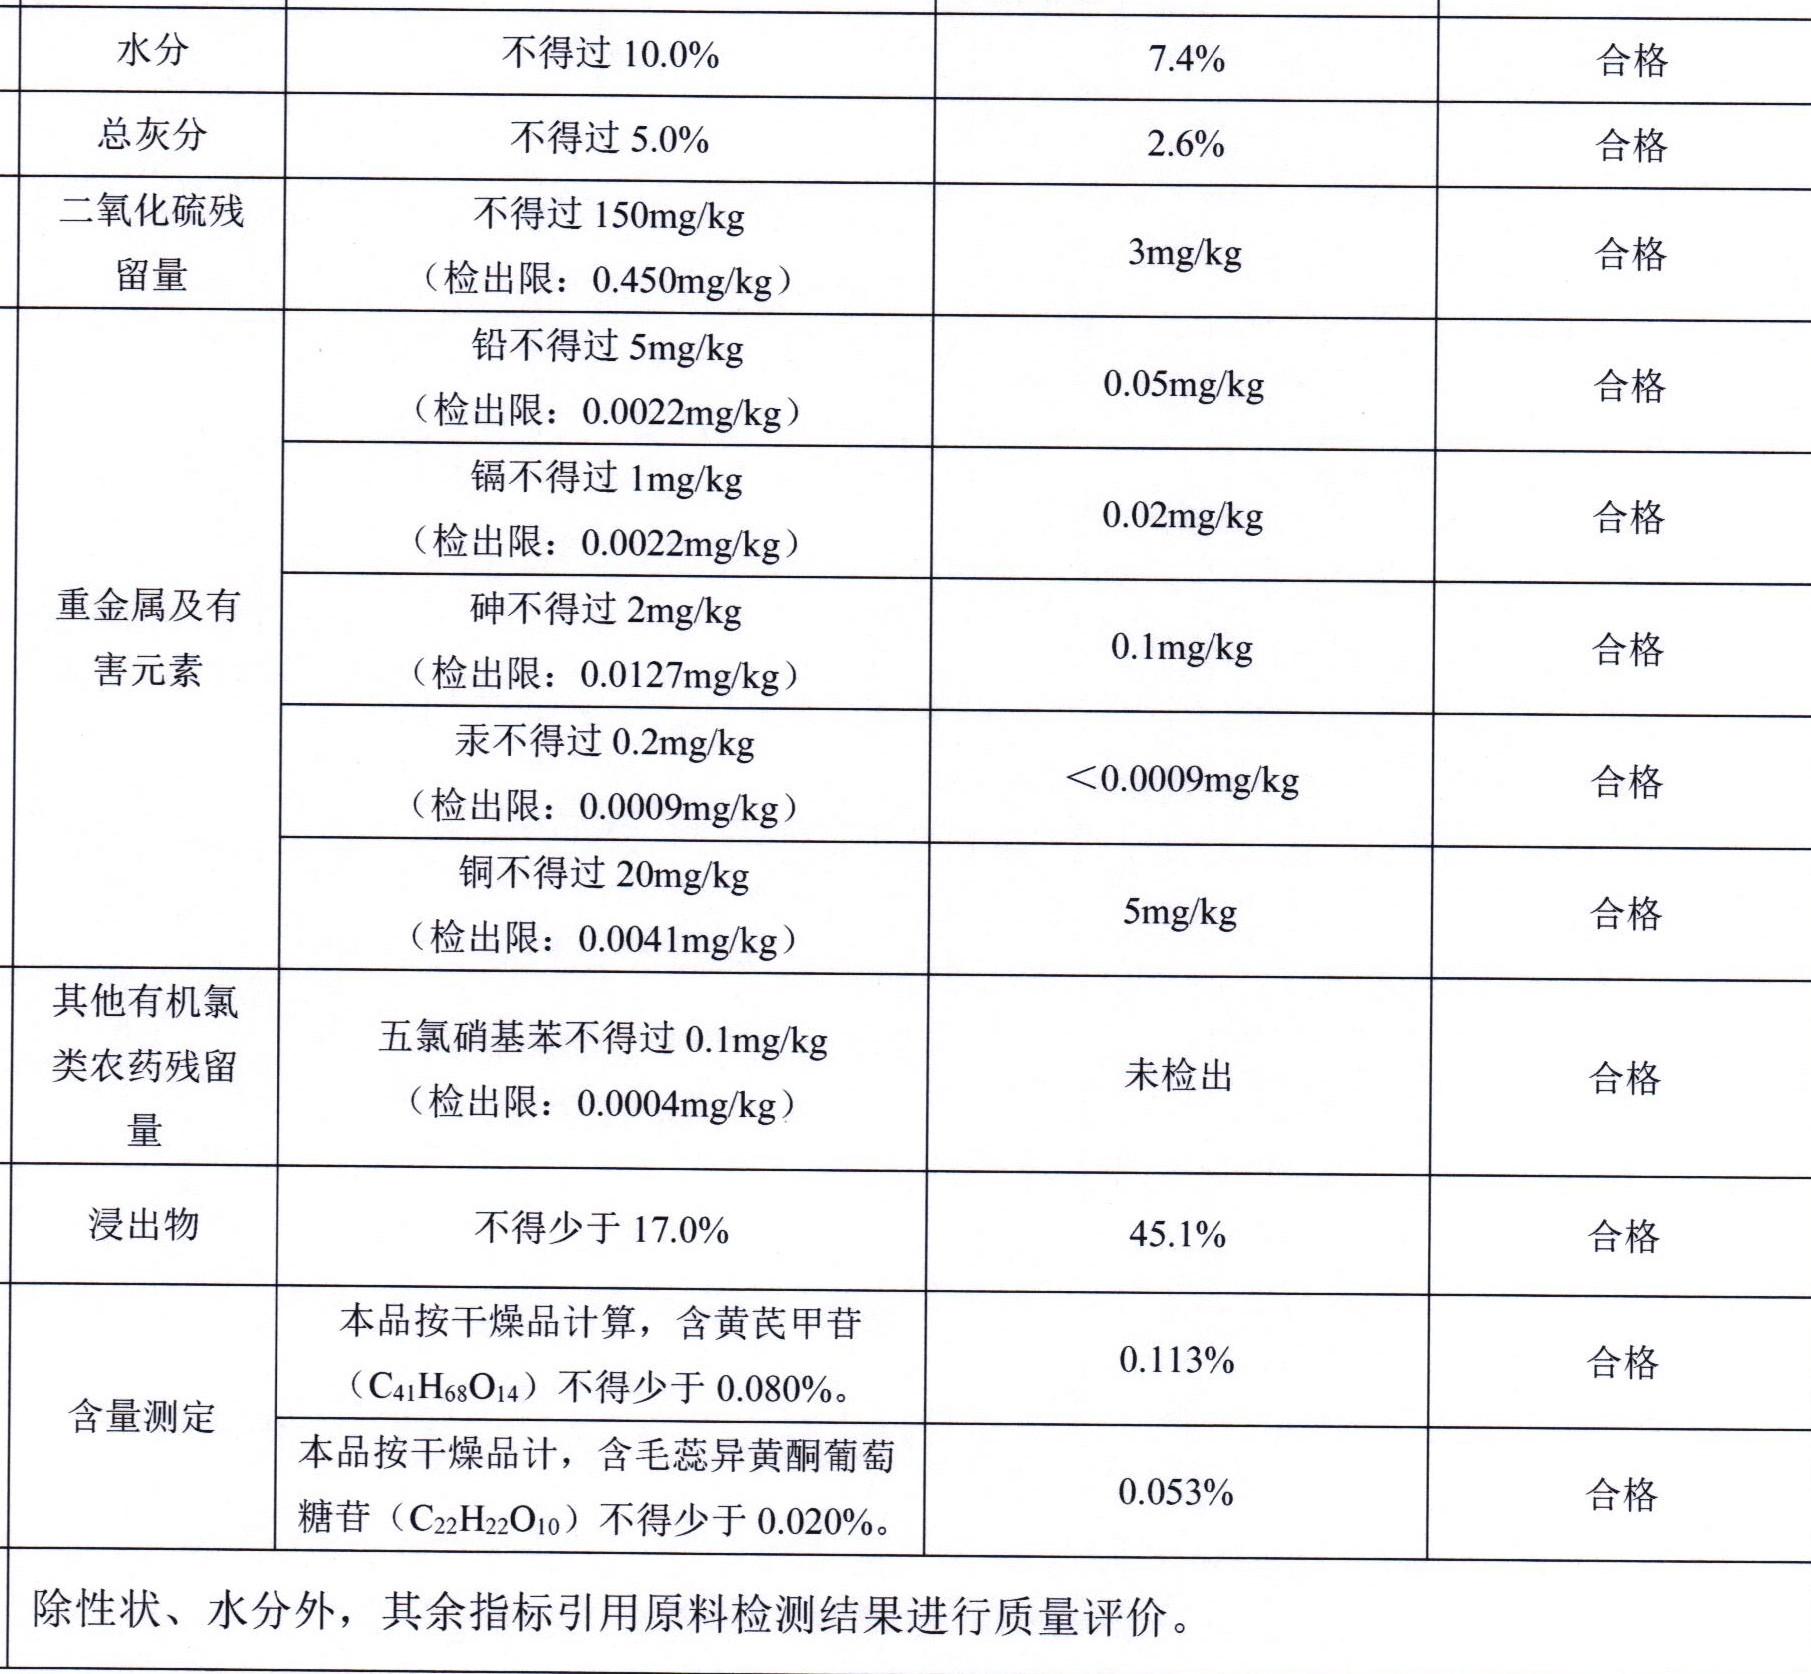 水分
不得过 10.0%
7.4%
合格
总灰分
不得过 5.0%
2.6%
合格
二氧化硫残
留量
不得过 150mg/kg
（检出限：0.450mg/kg）
3mg/kg
合格
重金属及有
害元素
铅不得过 5mg/kg
（检出限：0.0022mg/kg）
0.05mg/kg
合格
镉不得过 1mg/kg
（检出限：0.0022mg/kg）
0.02mg/kg
合格
砷不得过 2mg/kg
（检出限：0.0127mg/kg）
0.1mg/kg
合格
汞不得过 0.2mg/kg
（检出限：0.0009mg/kg）
＜0.0009mg/kg
合格
铜不得过 20mg/kg
（检出限：0.0041mg/kg）
5mg/kg
合格
其他有机氯
类农药残留
量
五氯硝基苯不得过 0.1mg/kg
（检出限：0.0004mg/kg）
未检出
合格
浸出物
不得少于 17.0%
45.1%
合格
含量测定
本品按干燥品计算，含黄芪甲苷
（C₄₁H₆₈O₁₄）不得少于 0.080%。
0.113%
合格
本品按干燥品计，含毛蕊异黄酮葡萄
糖苷（C₂₂H₂₂O₁₀）不得少于 0.020%。
0.053%
合格
除性状、水分外，其余指标引用原料检测结果进行质量评价。